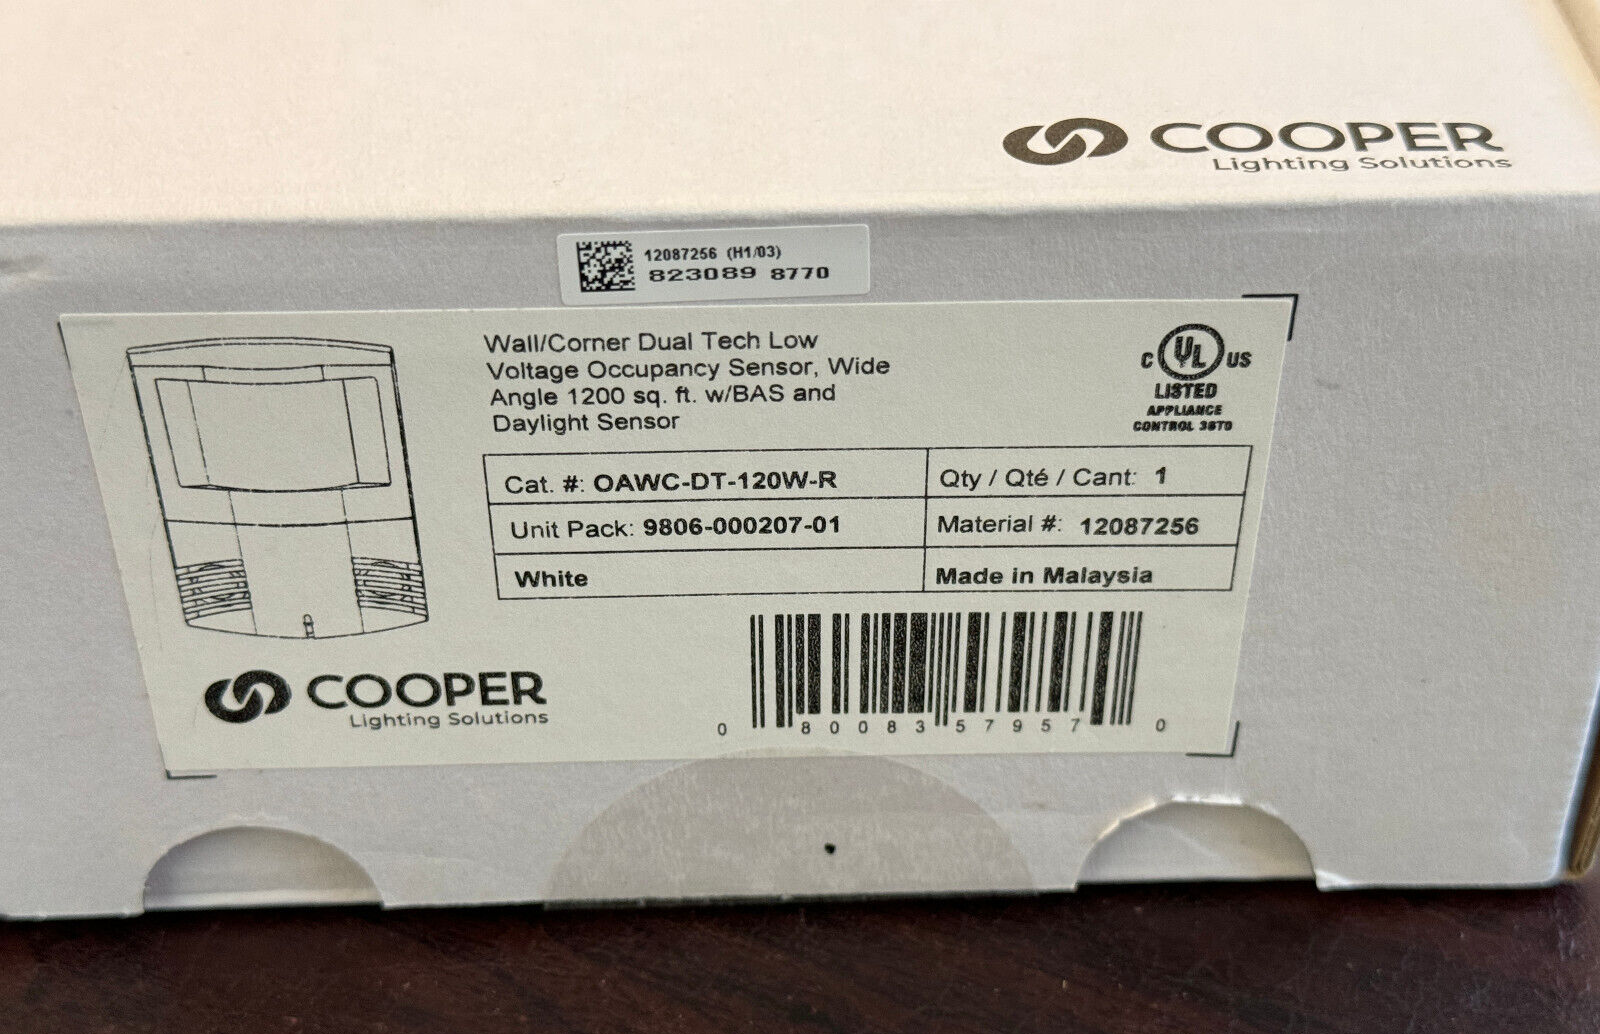 COOPER
Lighting Solutions
12087256 (H1/03)
823089 8770
Wall/Corner Dual Tech Low
Voltage Occupancy Sensor, Wide
Angle 1200 sq. ft. w/BAS and
Daylight Sensor
C UL US
LISTED
APPLIANCE
CONTROL 38TD
Cat. #: OAWC-DT-120W-R
Qty / Qté / Cant: 1
Unit Pack: 9806-000207-01
Material #: 12087256
White
Made in Malaysia
COOPER
Lighting Solutions
0 80083 57957 0